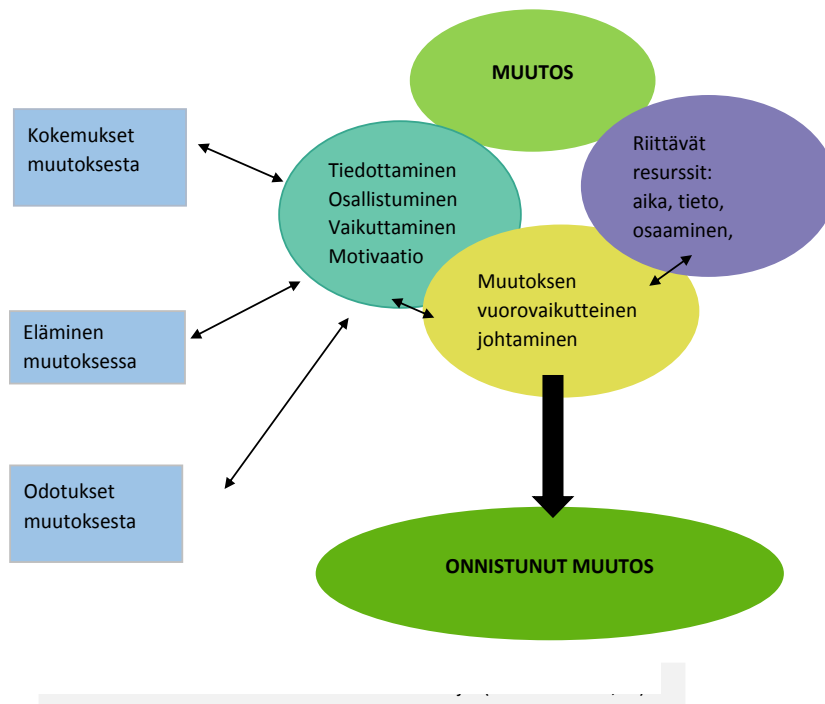 MUUTOS
Kokemukset
muutoksesta
Tiedottaminen
Osallistuminen
Vaikuttaminen
Motivaatio
Riittävät
resurssit:
aika, tieto,
osaaminen,
Muutoksen
vuorovaikutteinen
johtaminen
Eläminen
muutoksessa
Odotukset
muutoksesta
ONNISTUNUT MUUTOS